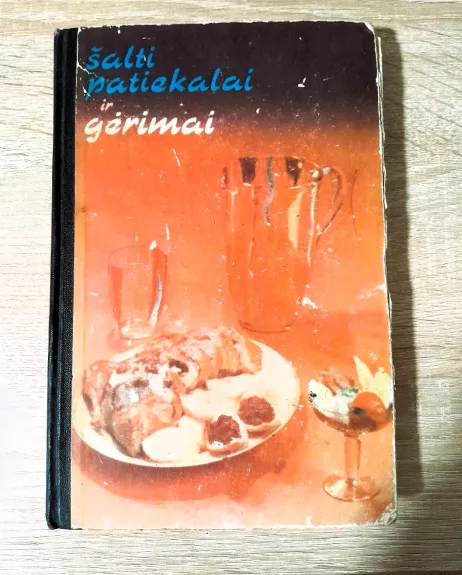 šalti
patiekalai
ir
gėrimai